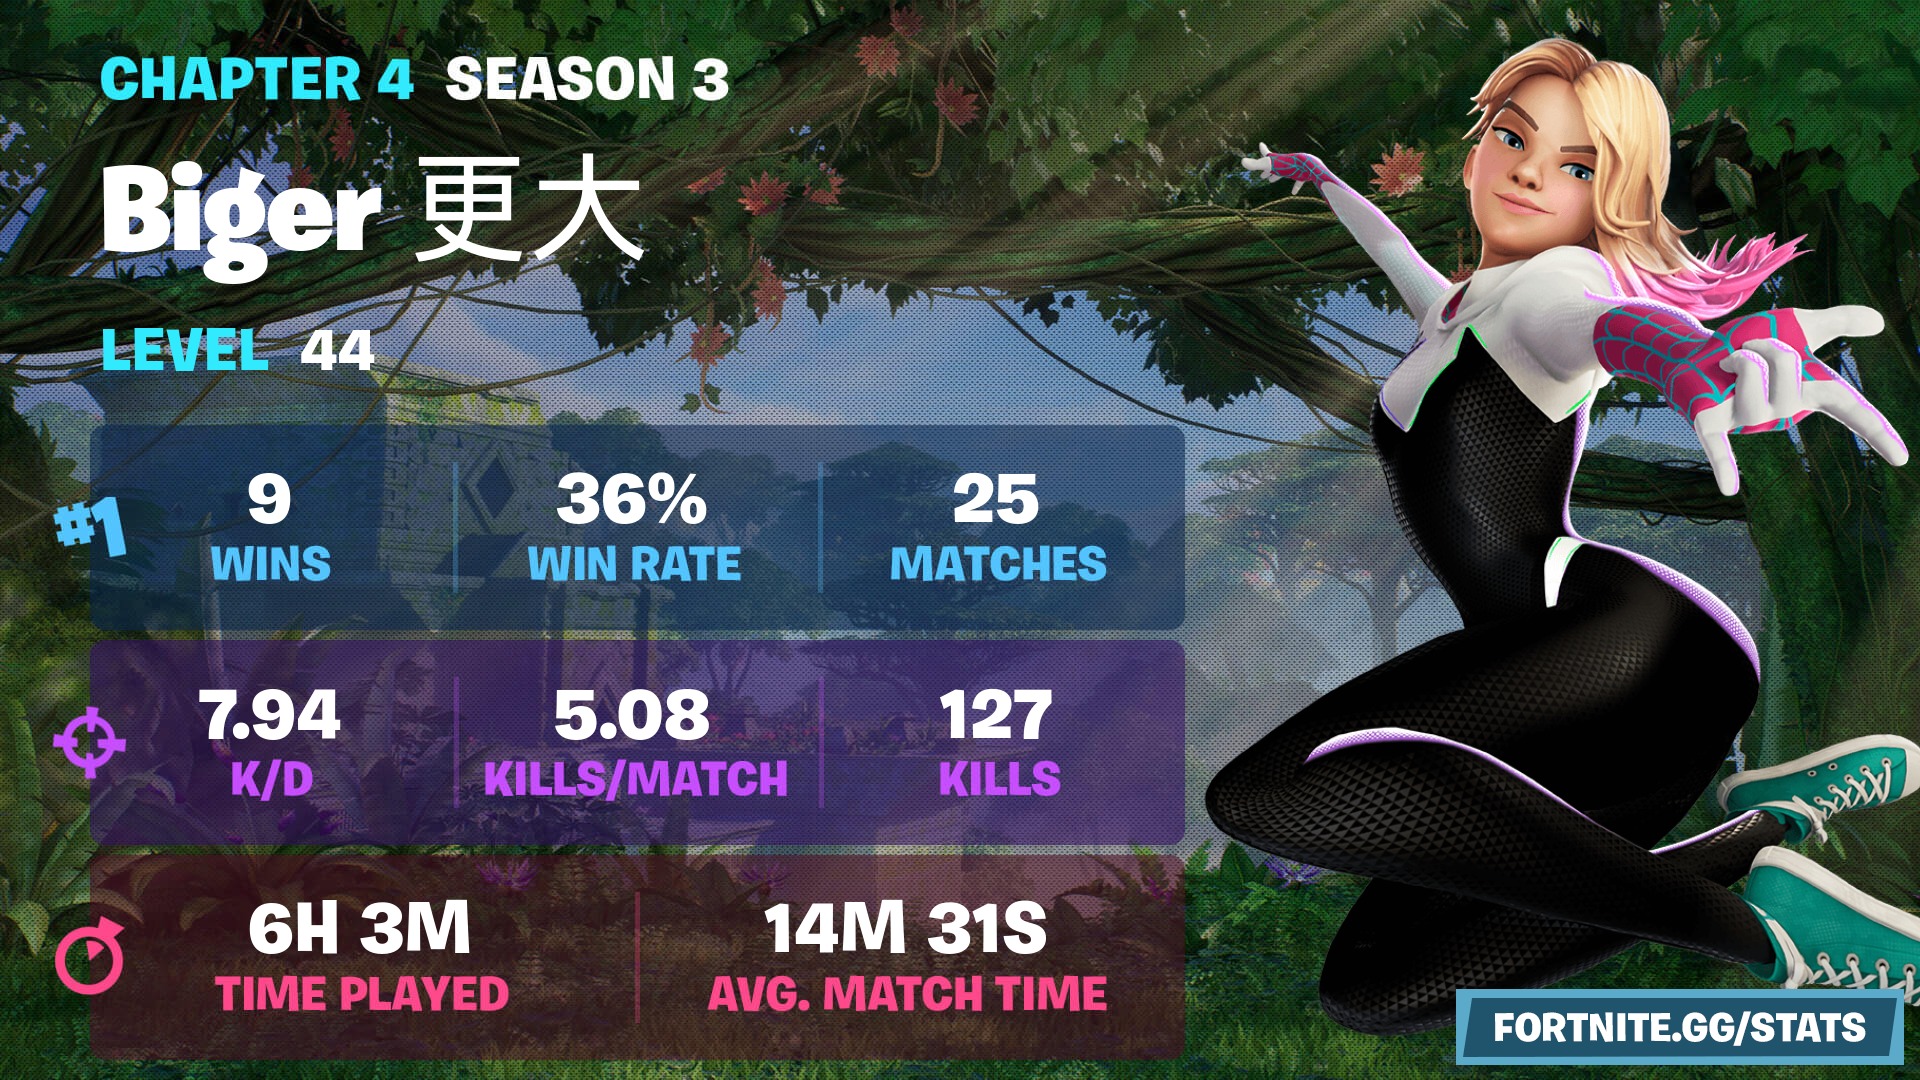 CHAPTER 4 SEASON 3
Biger 更大
LEVEL 44
#1
9 36% 25
WINS WIN RATE MATCHES
7.94 5.08 127
K/D KILLS/MATCH KILLS
6H 3M 14M 31S
TIME PLAYED AVG. MATCH TIME
FORTNITE.GG/STATS